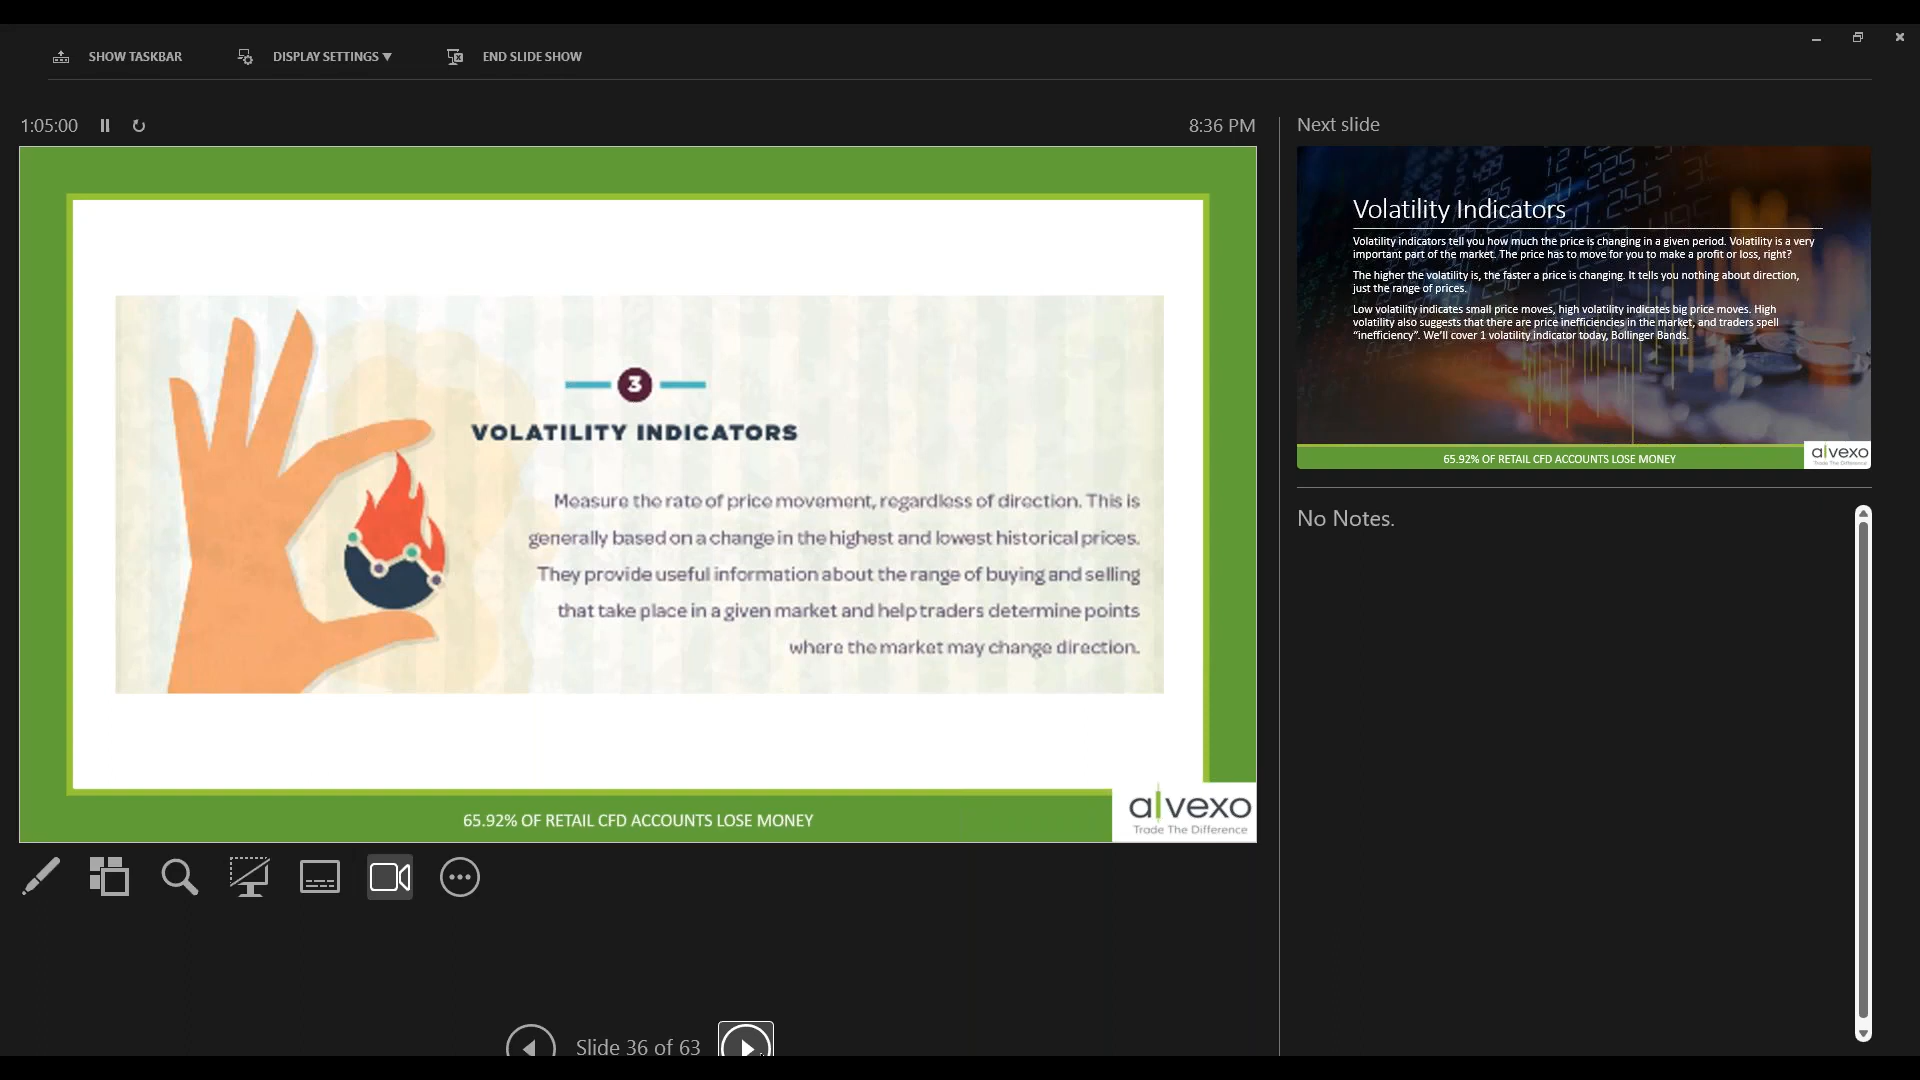 SHOW TASKBAR
DISPLAY SETTINGS
END SLIDE SHOW
1:05:00
8:36 PM
3
VOLATILITY INDICATORS
Measure the rate of price movement, regardless of direction. This is
generally based on a change in the highest and lowest historical prices.
They provide useful information about the range of buying and selling
that take place in a given market and help traders determine points
where the market may change direction.
65.92% OF RETAIL CFD ACCOUNTS LOSE MONEY
alvexo
Trade The Difference
Slide 36 of 63
Next slide
Volatility Indicators
Volatility indicators tell you how much the price is changing in a given period. Volatility is a very
important part of the market. The price has to move for you to make a profit or loss, right?
The higher the volatility is, the faster a price is changing. It tells you nothing about direction,
just the range of prices.
Low volatility indicates small price moves, high volatility indicates big price moves. High
volatility also suggests that there are price inefficiencies in the market, and traders spell
“inefficiency”. We’ll cover 1 volatility indicator today, Bollinger Bands.
65.92% OF RETAIL CFD ACCOUNTS LOSE MONEY
alvexo
Trade The Difference
No Notes.